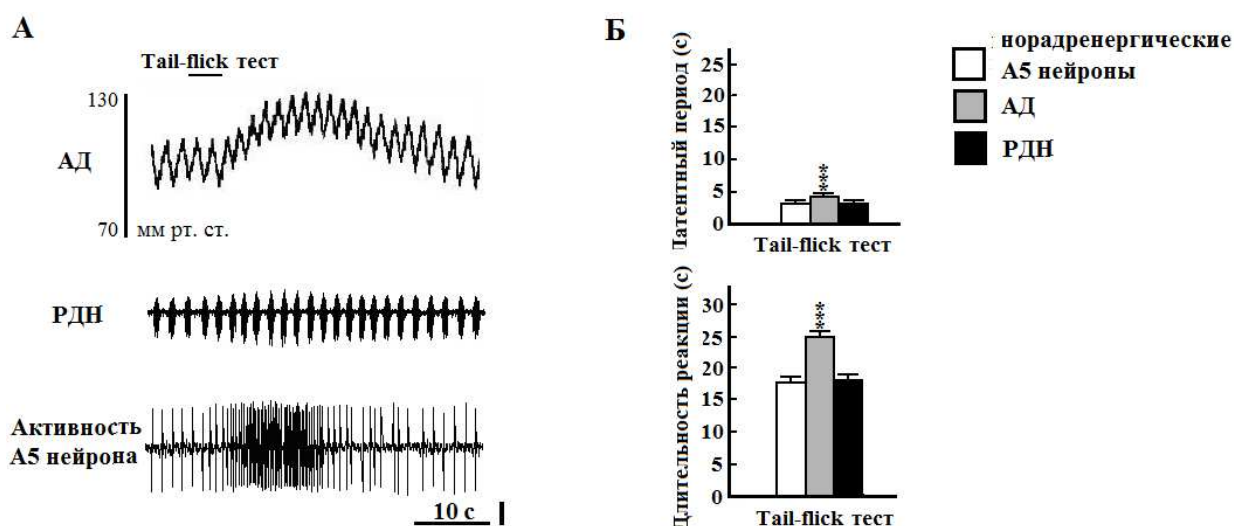 А
Tail-flick тест
130
АД
70
мм рт. ст.
РДН
Активность
А5 нейрона
10 с
Б
Латентный период (с)
25
20
15
10
5
0
***
Tail-flick тест
Длительность реакции (с)
30
25
20
15
10
5
0
***
Tail-flick тест
норадренергические
А5 нейроны
АД
РДН